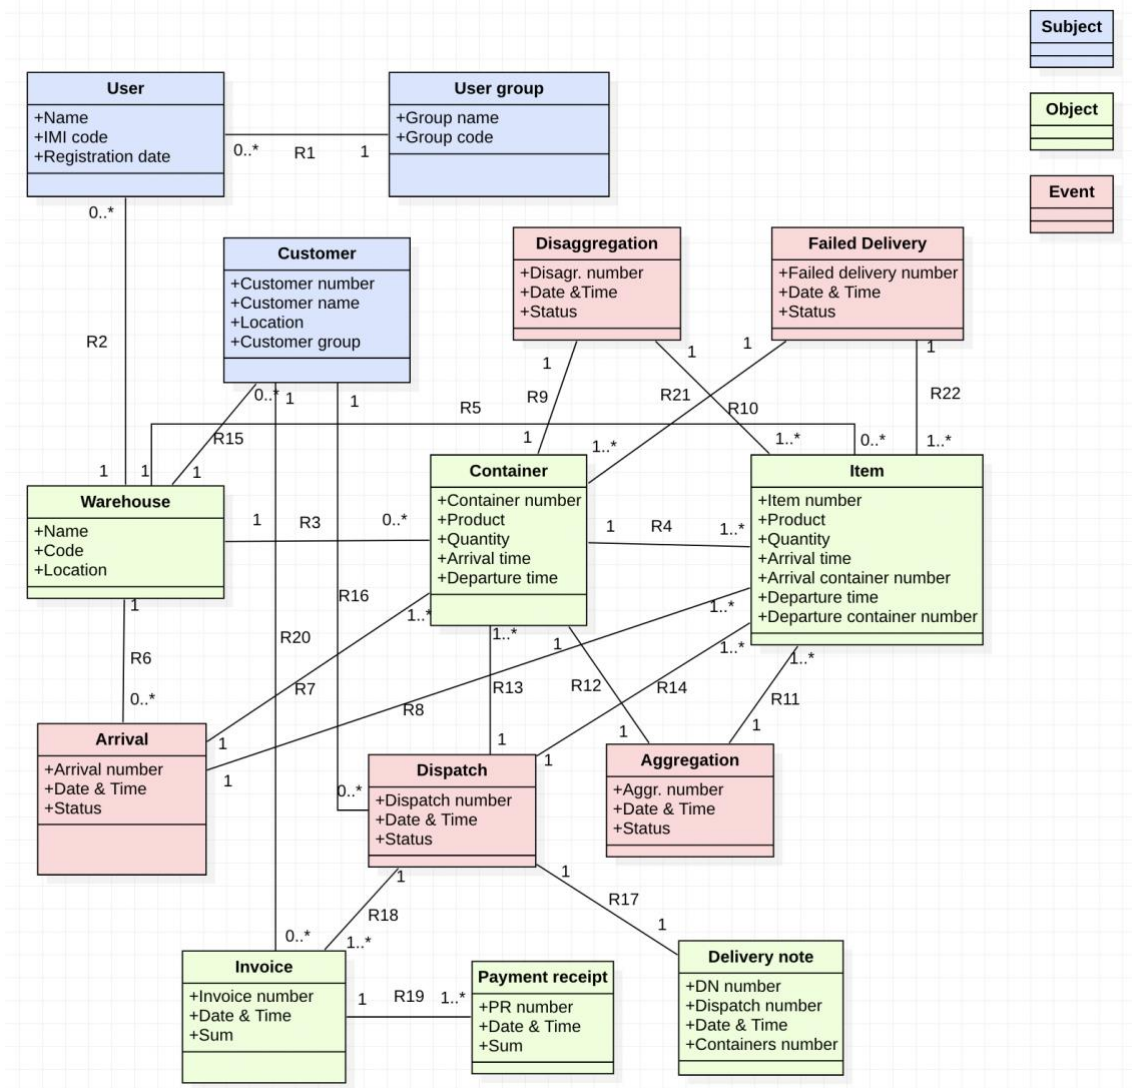 Subject
Object
Event
User
+Name
+IMI code
+Registration date
User group
+Group name
+Group code
0..*
R1
1
0..*
R2
1
Customer
+Customer number
+Customer name
+Location
+Customer group
Disaggregation
+Disagr. number
+Date &Time
+Status
Failed Delivery
+Failed delivery number
+Date & Time
+Status
1
R9
1
1
R10
1..*
1
R21
1..*
1
R22
1..*
0..*
R15
1
1
1
1
R5
0..*
Warehouse
+Name
+Code
+Location
1
R3
0..*
Container
+Container number
+Product
+Quantity
+Arrival time
+Departure time
1
R4
1..*
Item
+Item number
+Product
+Quantity
+Arrival time
+Arrival container number
+Departure time
+Departure container number
R16
R20
1
R6
0..*
1..*
R7
1
1..*
1
R8
1
1..*
R13
1
R12
1
1..*
R14
1
1..*
R11
1
Arrival
+Arrival number
+Date & Time
+Status
0..*
Dispatch
+Dispatch number
+Date & Time
+Status
Aggregation
+Aggr. number
+Date & Time
+Status
1
R18
1..*
0..*
1
R17
1
Invoice
+Invoice number
+Date & Time
+Sum
1
R19
1..*
Payment receipt
+PR number
+Date & Time
+Sum
Delivery note
+DN number
+Dispatch number
+Date & Time
+Containers number